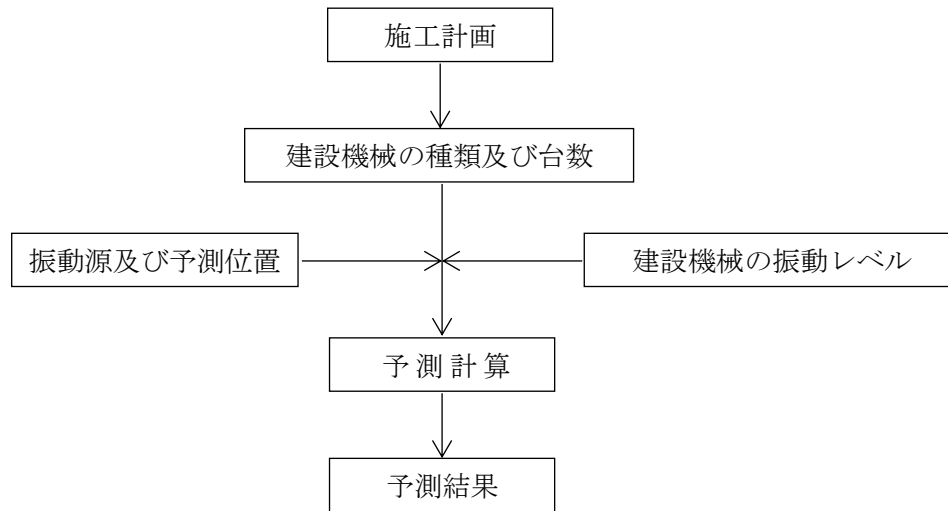 施工計画
建設機械の種類及び台数
振動源及び予測位置
建設機械の振動レベル
予測計算
予測結果